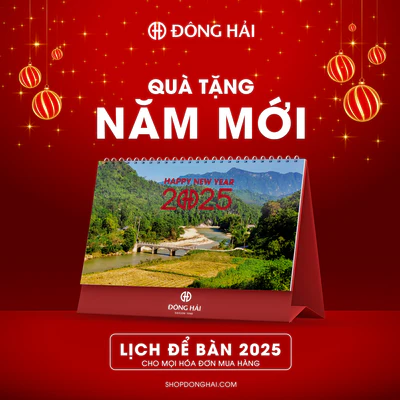 ĐÔNG HẢI
QUÀ TẶNG
NĂM MỚI
HAPPY NEW YEAR
2025
ĐÔNG HẢI
LỊCH ĐỂ BÀN 2025
CHO MỌI HÓA ĐƠN MUA HÀNG
SHOPDONGHAI.COM